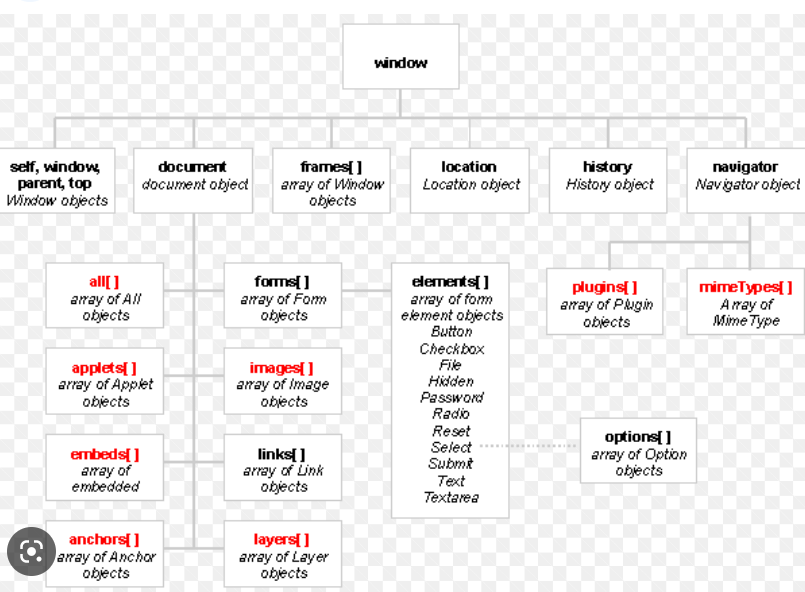 window
self, window,
parent, top
Window objects
document
document object
frames[ ]
array of Window
objects
location
Location object
history
History object
navigator
Navigator object
all[ ]
array of All
objects
forms[ ]
array of Form
objects
elements[ ]
array of form
element objects
Button
Checkbox
File
Hidden
Password
Radio
Reset
Select
Submit
Text
Textarea
plugins[ ]
array of Plugin
objects
mimeTypes[ ]
Array of
MimeType
applets[ ]
array of Applet
objects
images[ ]
array of Image
objects
embeds[ ]
array of
embedded
links[ ]
array of Link
objects
options[ ]
array of Option
objects
anchors[ ]
array of Anchor
objects
layers[ ]
array of Layer
objects